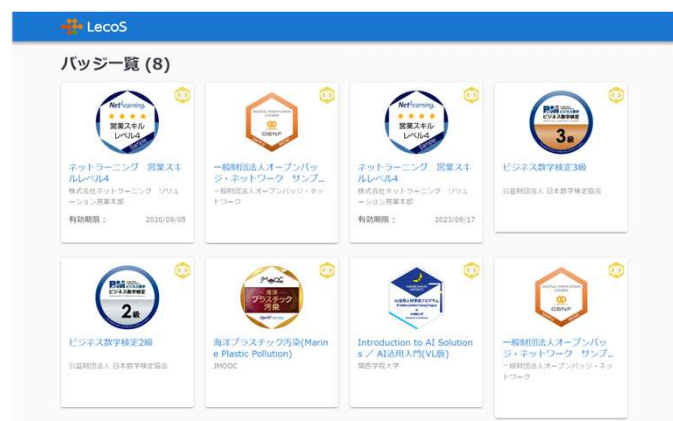 LecoS
バッジ一覧 (8)
Net Learning
営業スキル
レベル4
OBNF
Net Learning
営業スキル
レベル4
ビジネス数学検定
3級
ネットラーニング　営業スキ
ルレベル4
株式会社ネットラーニング　ソリュ
ーション営業本部
有効期限： 2020/09/05
一般財団法人オープンバッ
ジ・ネットワーク　サンプ...
一般財団法人オープンバッジ・ネッ
トワーク
ネットラーニング　営業スキ
ルレベル4
株式会社ネットラーニング　ソリュ
ーション営業本部
有効期限： 2023/09/17
ビジネス数学検定3級
公益財団法人 日本数学検定協会
ビジネス数学検定
2級
JMOOC
海洋
プラスチック
汚染
OBNF
ビジネス数学検定2級
公益財団法人 日本数学検定協会
海洋プラスチック汚染(Marin
e Plastic Pollution)
JMOOC
Introduction to AI Solution
s ／ AI活用入門(VL版)
関西学院大学
一般財団法人オープンバッ
ジ・ネットワーク　サンプ...
一般財団法人オープンバッジ・ネッ
トワーク